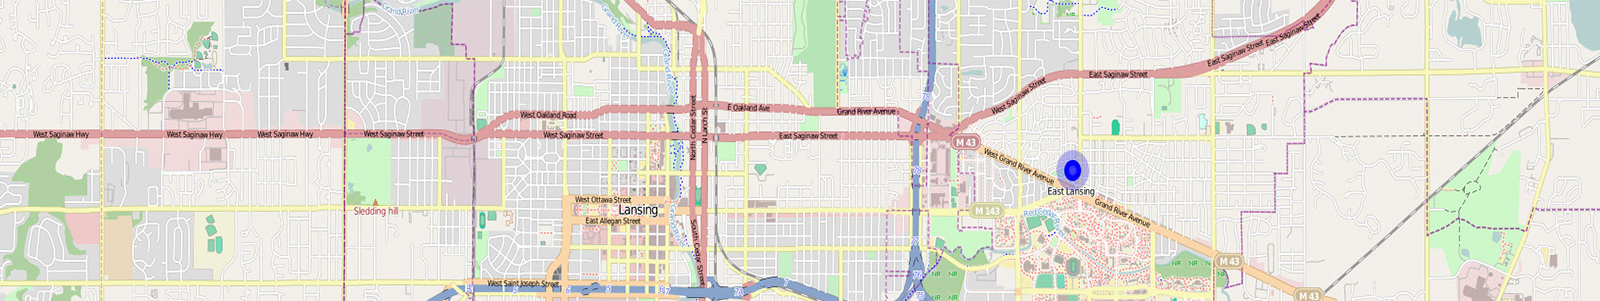 Grand River
East Saginaw Street
East Saginaw Street
East Saginaw Street
West Saginaw Street
West Oakland Road
E Oakland Ave
Grand River Avenue
North Cedar Street
N Larch St
West Saginaw Hwy
West Saginaw Hwy
West Saginaw Hwy
West Saginaw Street
West Saginaw Street
East Saginaw Street
M 43
West Grand River Avenue
East Lansing
West Ottawa Street
Lansing
East Allegan Street
Sledding hill
M 143
Red Cedar
Grand River Avenue
South Cedar Street
M 43
NR
NR
NR
NR
NR
NR
West Saint Joseph Street
6
7
M 43